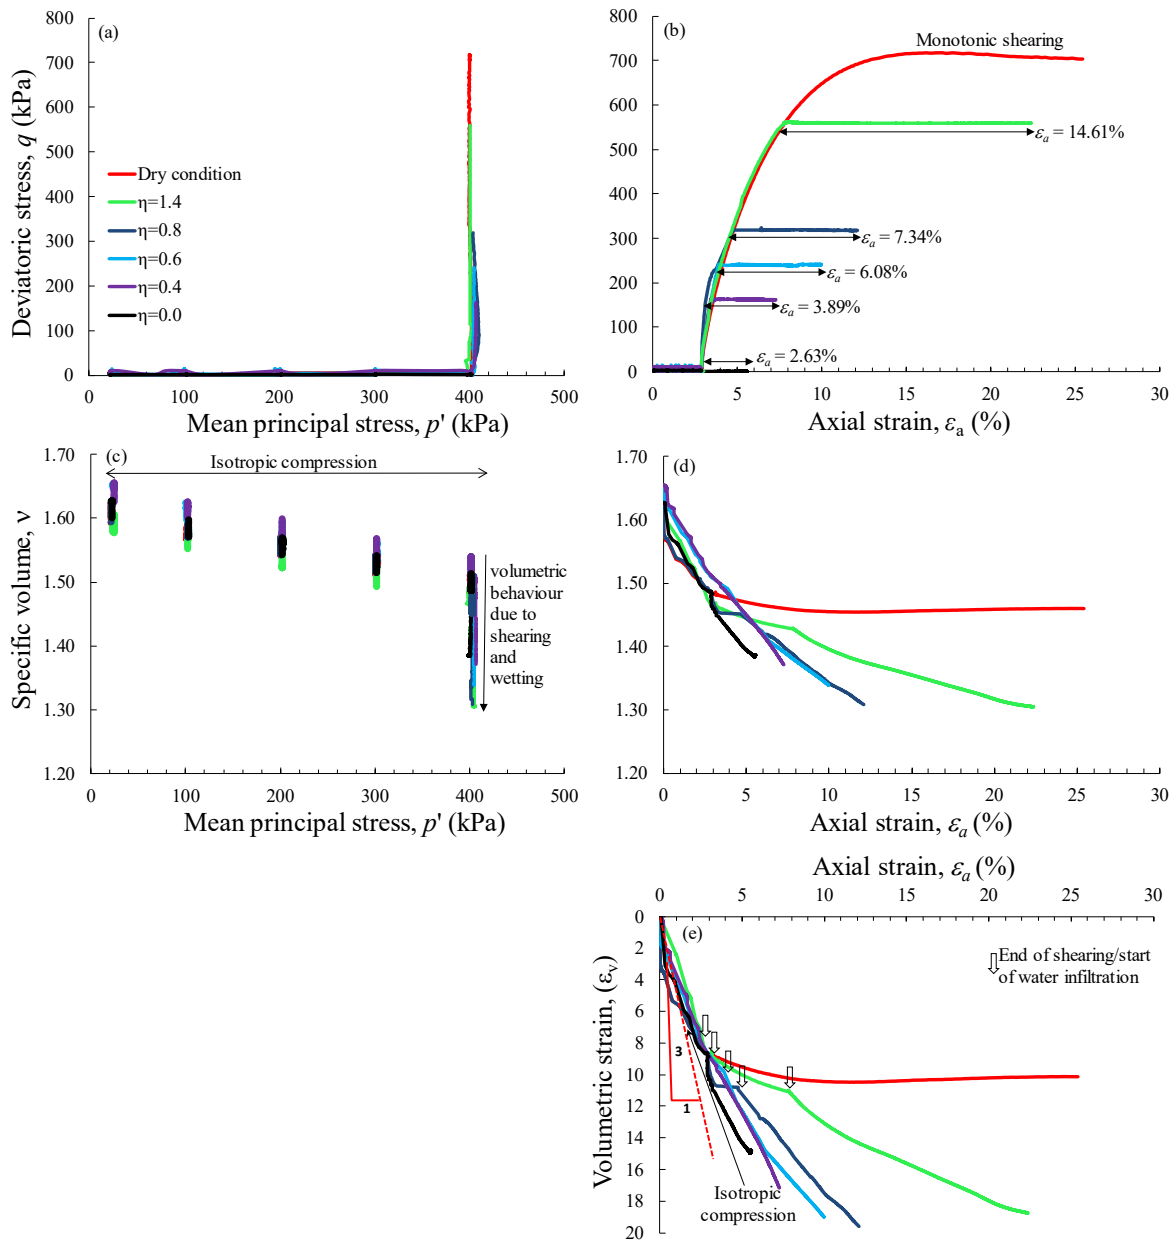 (a)
800
700
600
500
400
300
200
100
0
Deviatoric stress, q (kPa)
Dry condition
η=1.4
η=0.8
η=0.6
η=0.4
η=0.0
0 100 200 300 400 500
Mean principal stress, p' (kPa)
(b)
800
700
600
500
400
300
200
100
0
Monotonic shearing
εa = 14.61%
εa = 7.34%
εa = 6.08%
εa = 3.89%
εa = 2.63%
0 5 10 15 20 25 30
Axial strain, εa (%)
(c)
1.70
1.60
1.50
1.40
1.30
1.20
Specific volume, ν
Isotropic compression
volumetric
behaviour
due to
shearing
and
wetting
0 100 200 300 400 500
Mean principal stress, p' (kPa)
(d)
1.70
1.60
1.50
1.40
1.30
1.20
0 5 10 15 20 25 30
Axial strain, εa (%)
Axial strain, εa (%)
0 5 10 15 20 25 30
(e)
0
2
4
6
8
10
12
14
16
18
20
Volumetric strain, (εv)
End of shearing/start
of water infiltration
3
1
Isotropic
compression